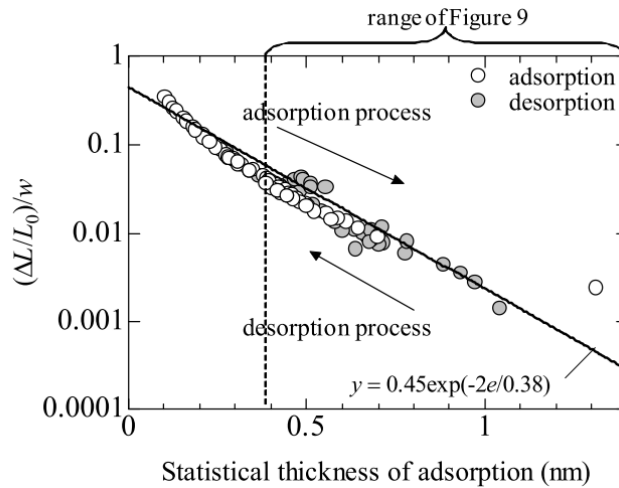 range of Figure 9
1
adsorption
desorption
adsorption process
0.1
0.01
desorption process
0.001
y = 0.45exp(-2e/0.38)
0.0001
0
0.5
1
(ΔL/L₀)/w
Statistical thickness of adsorption (nm)